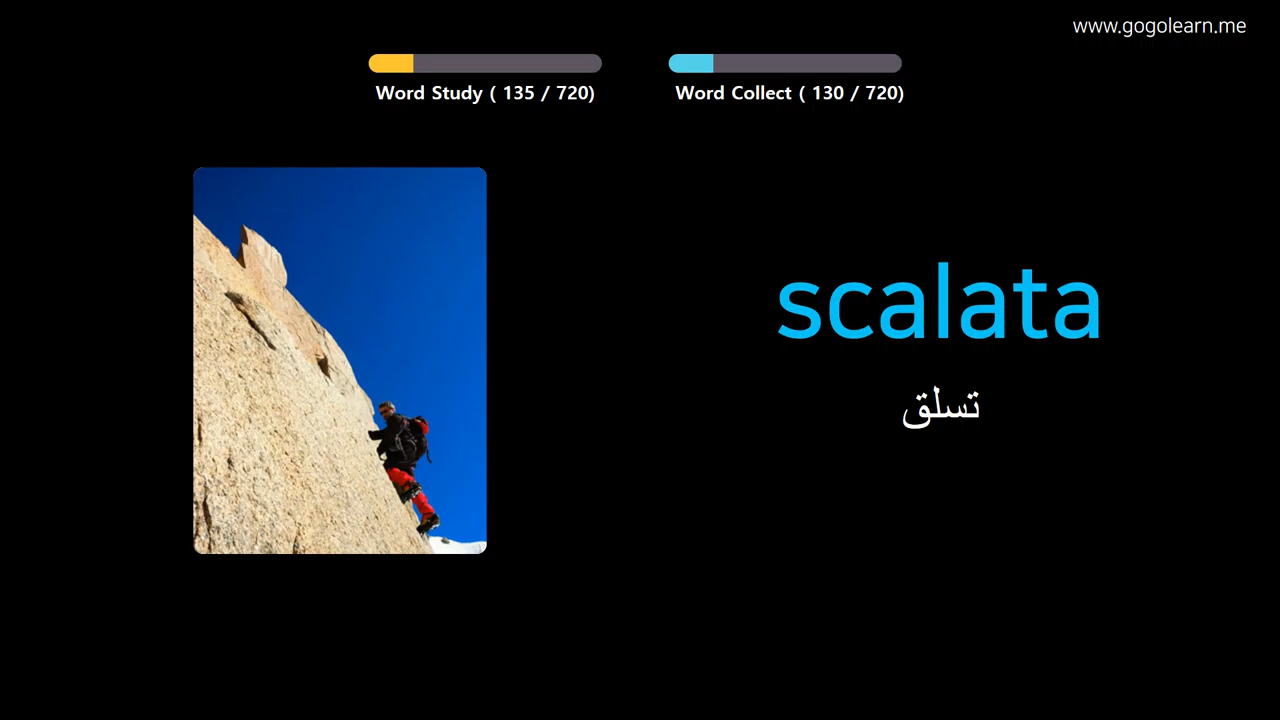 www.gogolearn.me
Word Study ( 135 / 720)
Word Collect ( 130 / 720)
scalata
تسلق